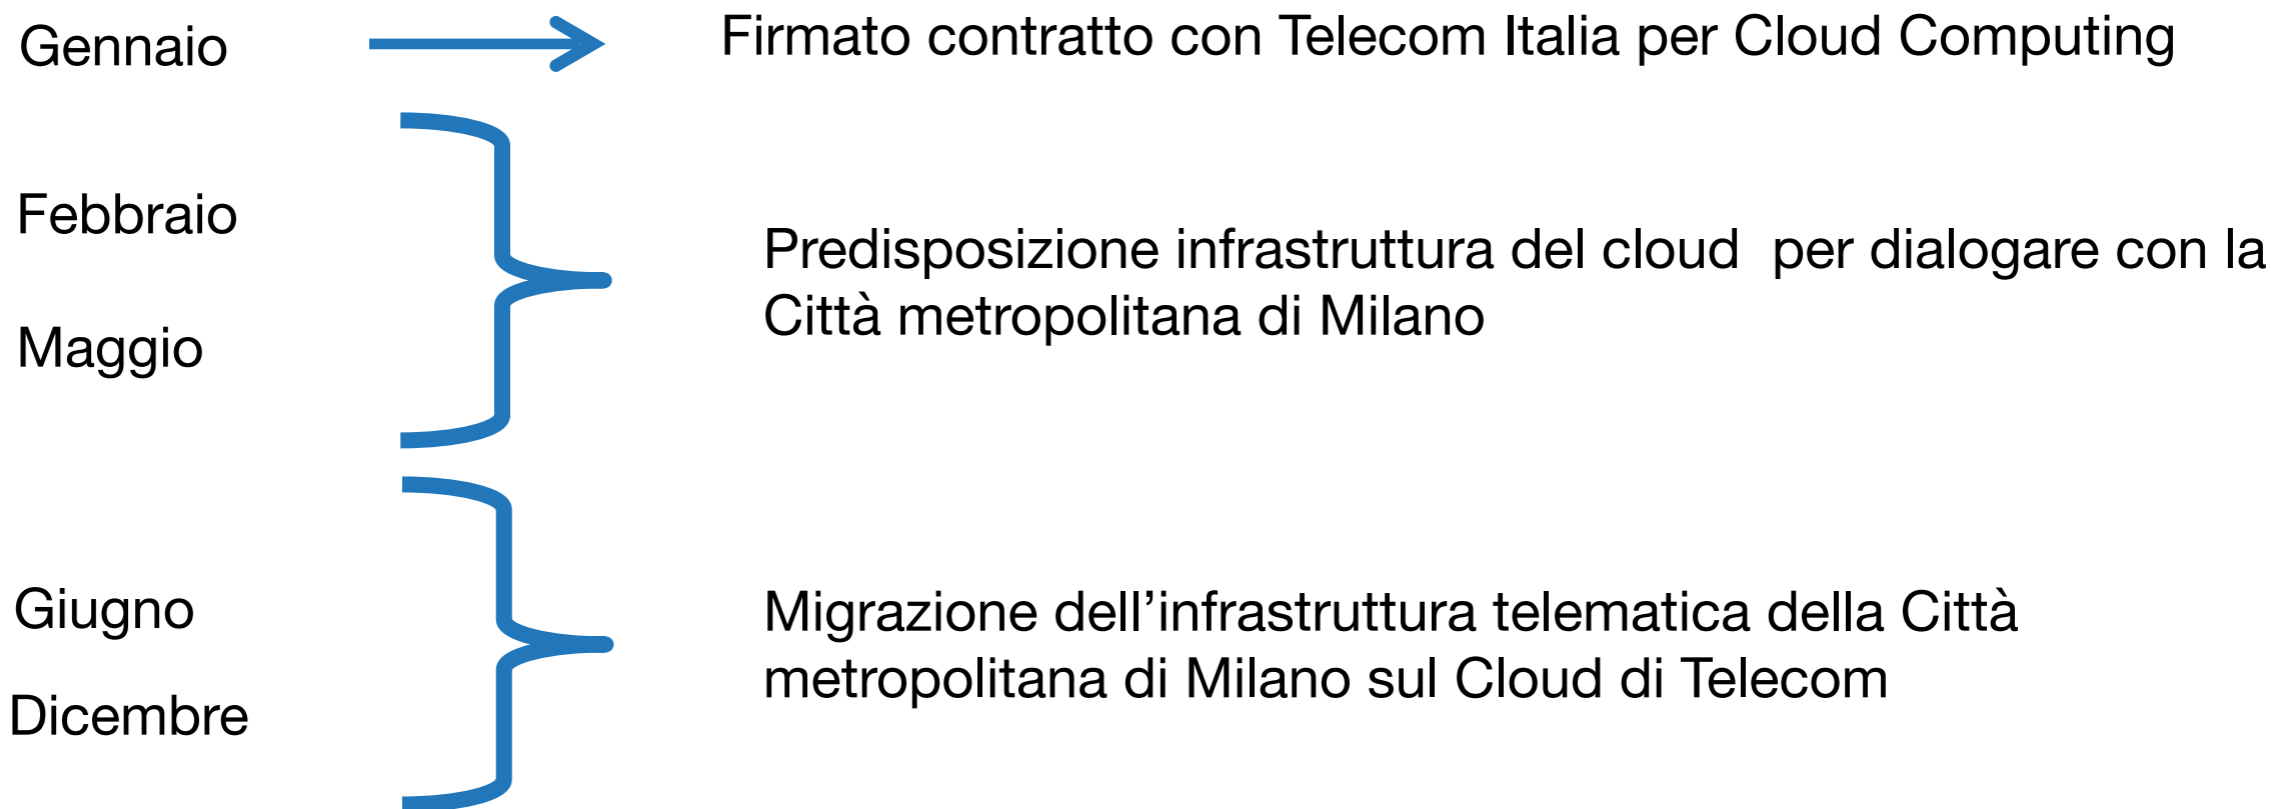 Gennaio
Firmato contratto con Telecom Italia per Cloud Computing
Febbraio
Maggio
Predisposizione infrastruttura del cloud  per dialogare con la
Città metropolitana di Milano
Giugno
Dicembre
Migrazione dell’infrastruttura telematica della Città
metropolitana di Milano sul Cloud di Telecom